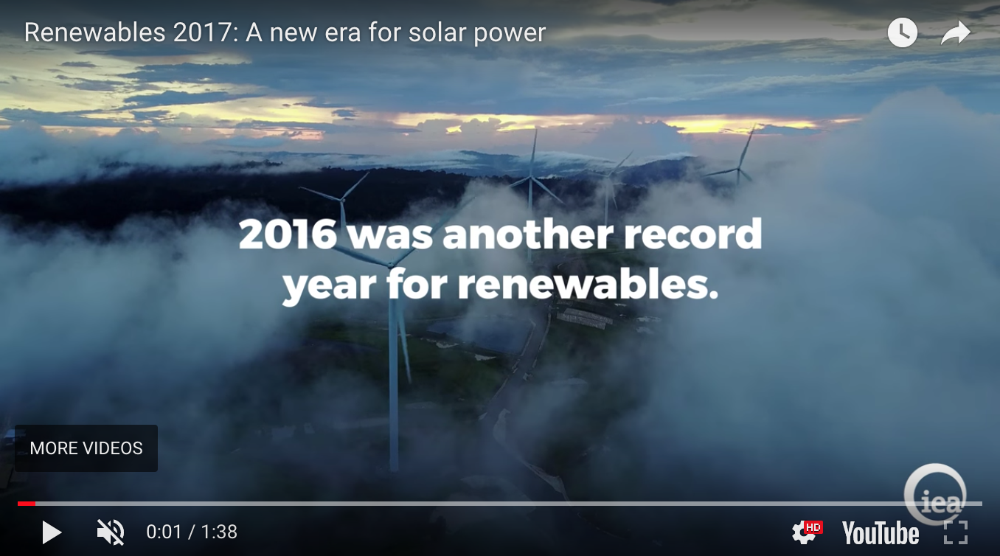 Renewables 2017: A new era for solar power
2016 was another record
year for renewables.
MORE VIDEOS
iea
0:01 / 1:38
HD
YouTube